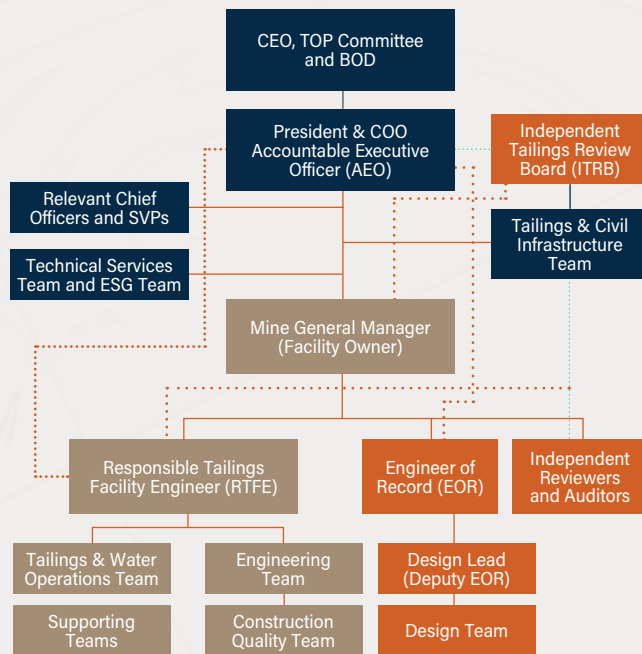 CEO, TOP Committee
and BOD
President & COO
Accountable Executive
Officer (AEO)
Independent
Tailings Review
Board (ITRB)
Relevant Chief
Officers and SVPs
Tailings & Civil
Infrastructure
Team
Technical Services
Team and ESG Team
Mine General Manager
(Facility Owner)
Responsible Tailings
Facility Engineer (RTFE)
Engineer of
Record (EOR)
Independent
Reviewers
and Auditors
Tailings & Water
Operations Team
Engineering
Team
Design Lead
(Deputy EOR)
Supporting
Teams
Construction
Quality Team
Design Team